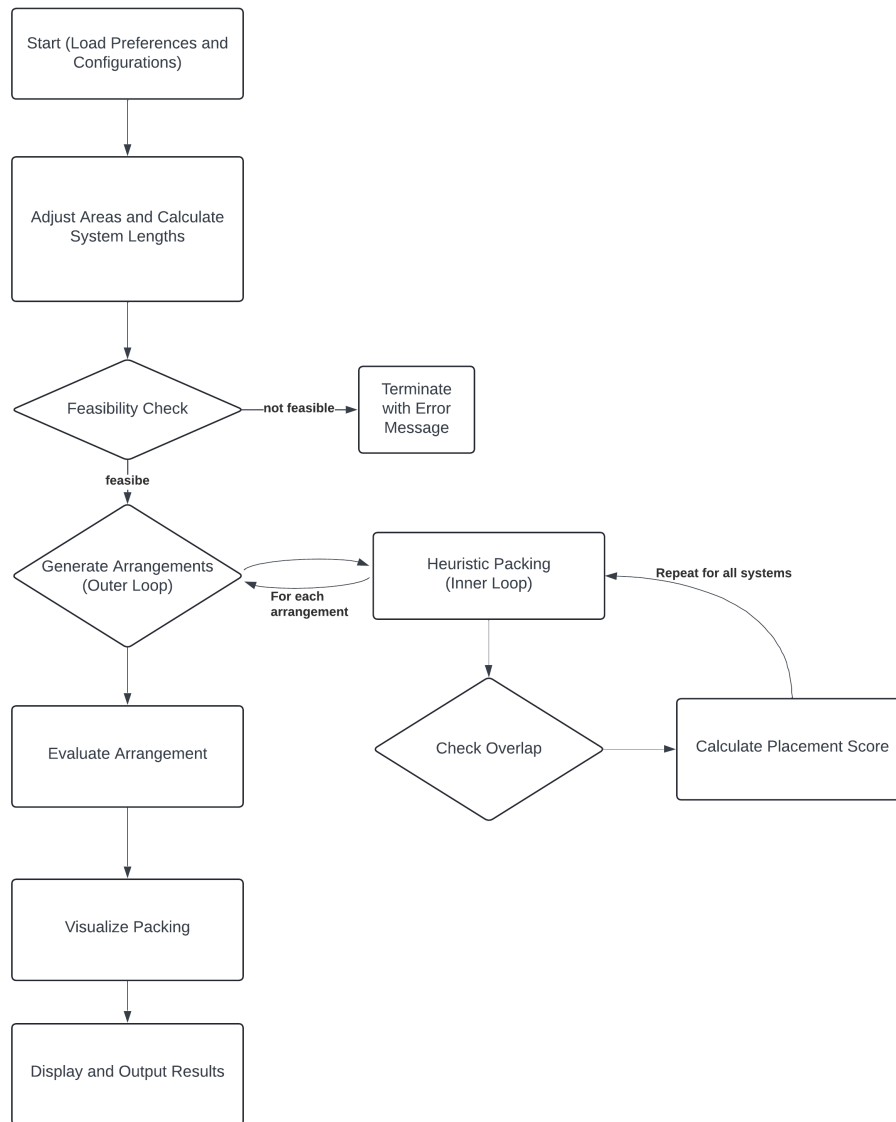 Start (Load Preferences and
Configurations)
Adjust Areas and Calculate
System Lengths
Feasibility Check
not feasible
Terminate
with Error
Message
feasibe
Generate Arrangements
(Outer Loop)
For each
arrangement
Heuristic Packing
(Inner Loop)
Repeat for all systems
Check Overlap
Calculate Placement Score
Evaluate Arrangement
Visualize Packing
Display and Output Results